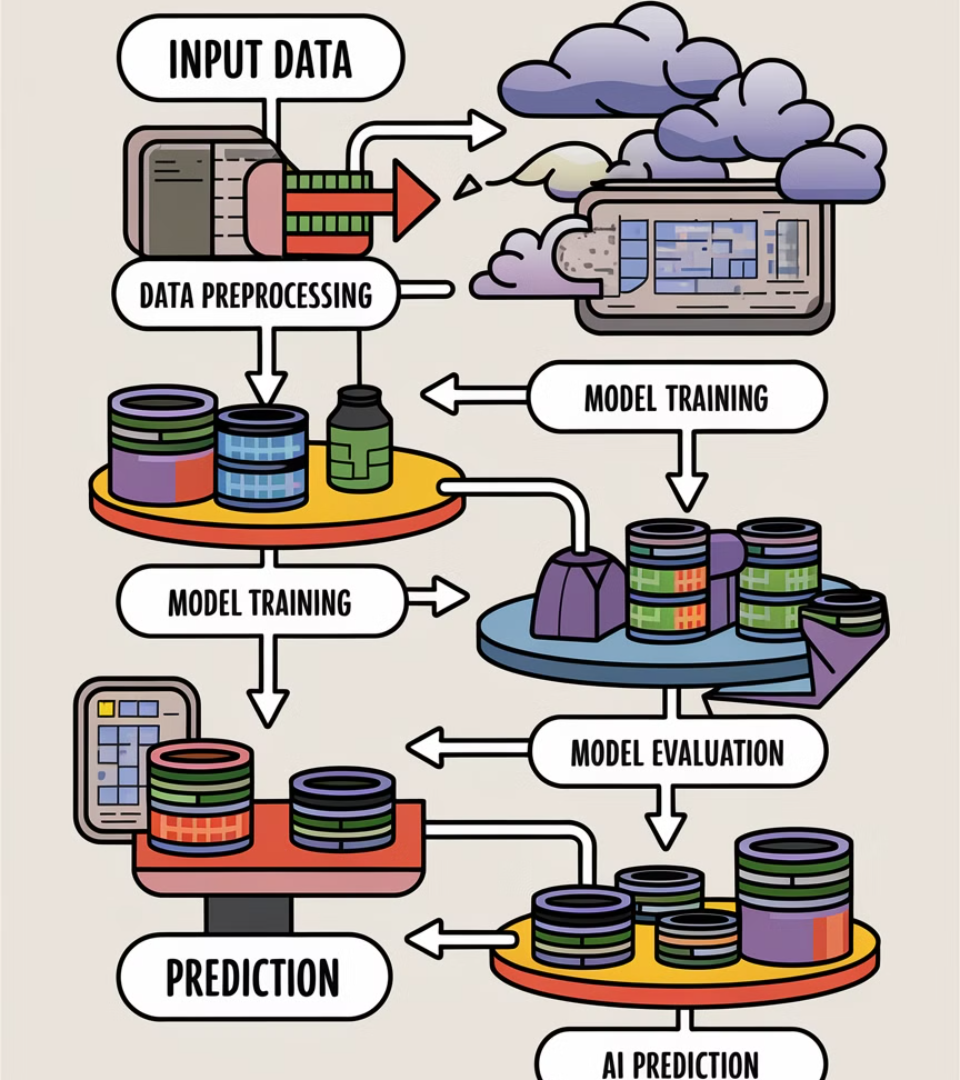 INPUT DATA
DATA PREPROCESSING
MODEL TRAINING
MODEL TRAINING
MODEL EVALUATION
PREDICTION
AI PREDICTION